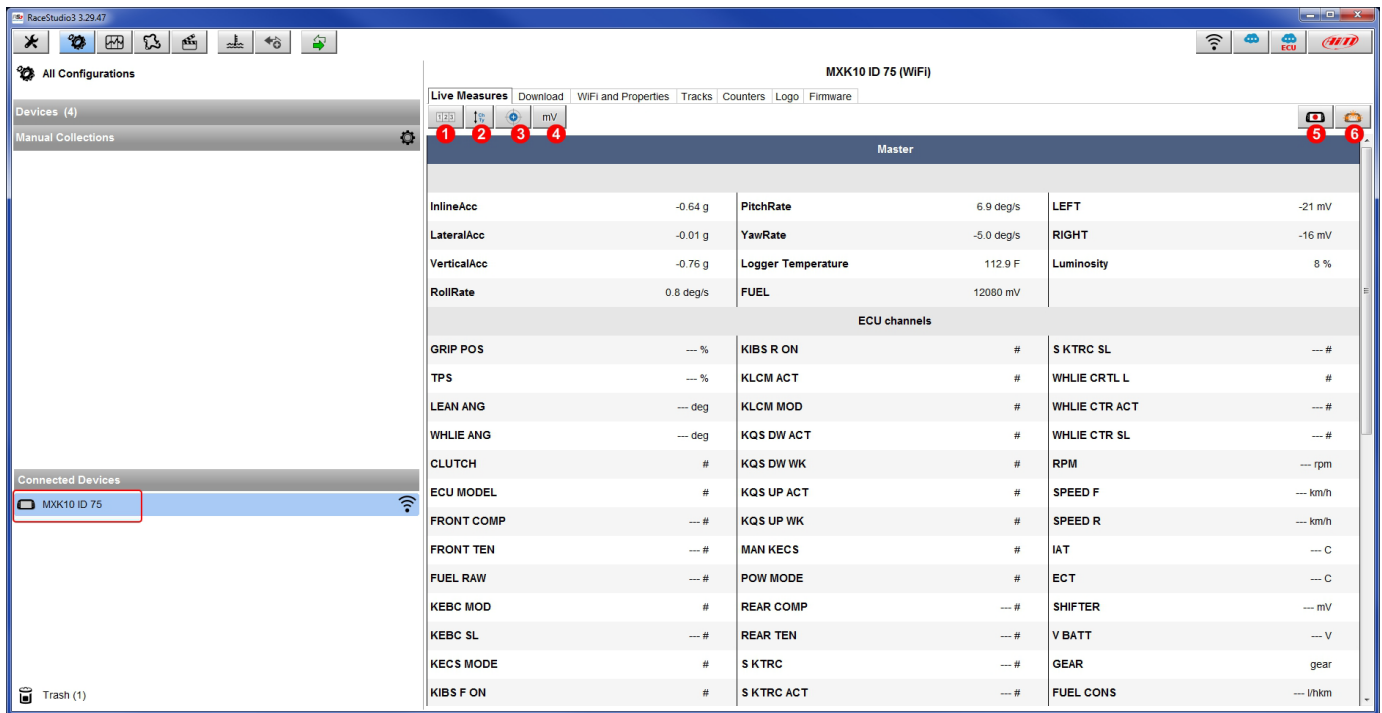 RaceStudio3 3.29.47
ECU
AiM
All Configurations
MXK10 ID 75 (WiFi)
Live Measures Download WiFi and Properties Tracks Counters Logo Firmware
Devices (4)
123 mV
Manual Collections
1 2 3 4 5 6
Master
InlineAcc -0.64 g PitchRate 6.9 deg/s LEFT -21 mV
LateralAcc -0.01 g YawRate -5.0 deg/s RIGHT -16 mV
VerticalAcc -0.76 g Logger Temperature 112.9 F Luminosity 8 %
RollRate 0.8 deg/s FUEL 12080 mV
ECU channels
GRIP POS --- % KIBS R ON # S KTRC SL --- #
TPS --- % KLCM ACT # WHLIE CRTL L #
LEAN ANG --- deg KLCM MOD # WHLIE CTR ACT --- #
WHLIE ANG --- deg KQS DW ACT # WHLIE CTR SL --- #
CLUTCH # KQS DW WK # RPM --- rpm
Connected Devices
ECU MODEL # KQS UP ACT # SPEED F --- km/h
MXK10 ID 75
FRONT COMP --- # KQS UP WK # SPEED R --- km/h
FRONT TEN --- # MAN KECS # IAT --- C
FUEL RAW --- # POW MODE # ECT --- C
KEBC MOD # REAR COMP --- # SHIFTER --- mV
KEBC SL --- # REAR TEN --- # V BATT --- V
KECS MODE # S KTRC --- # GEAR gear
Trash (1)
KIBS F ON # S KTRC ACT --- # FUEL CONS --- l/hkm